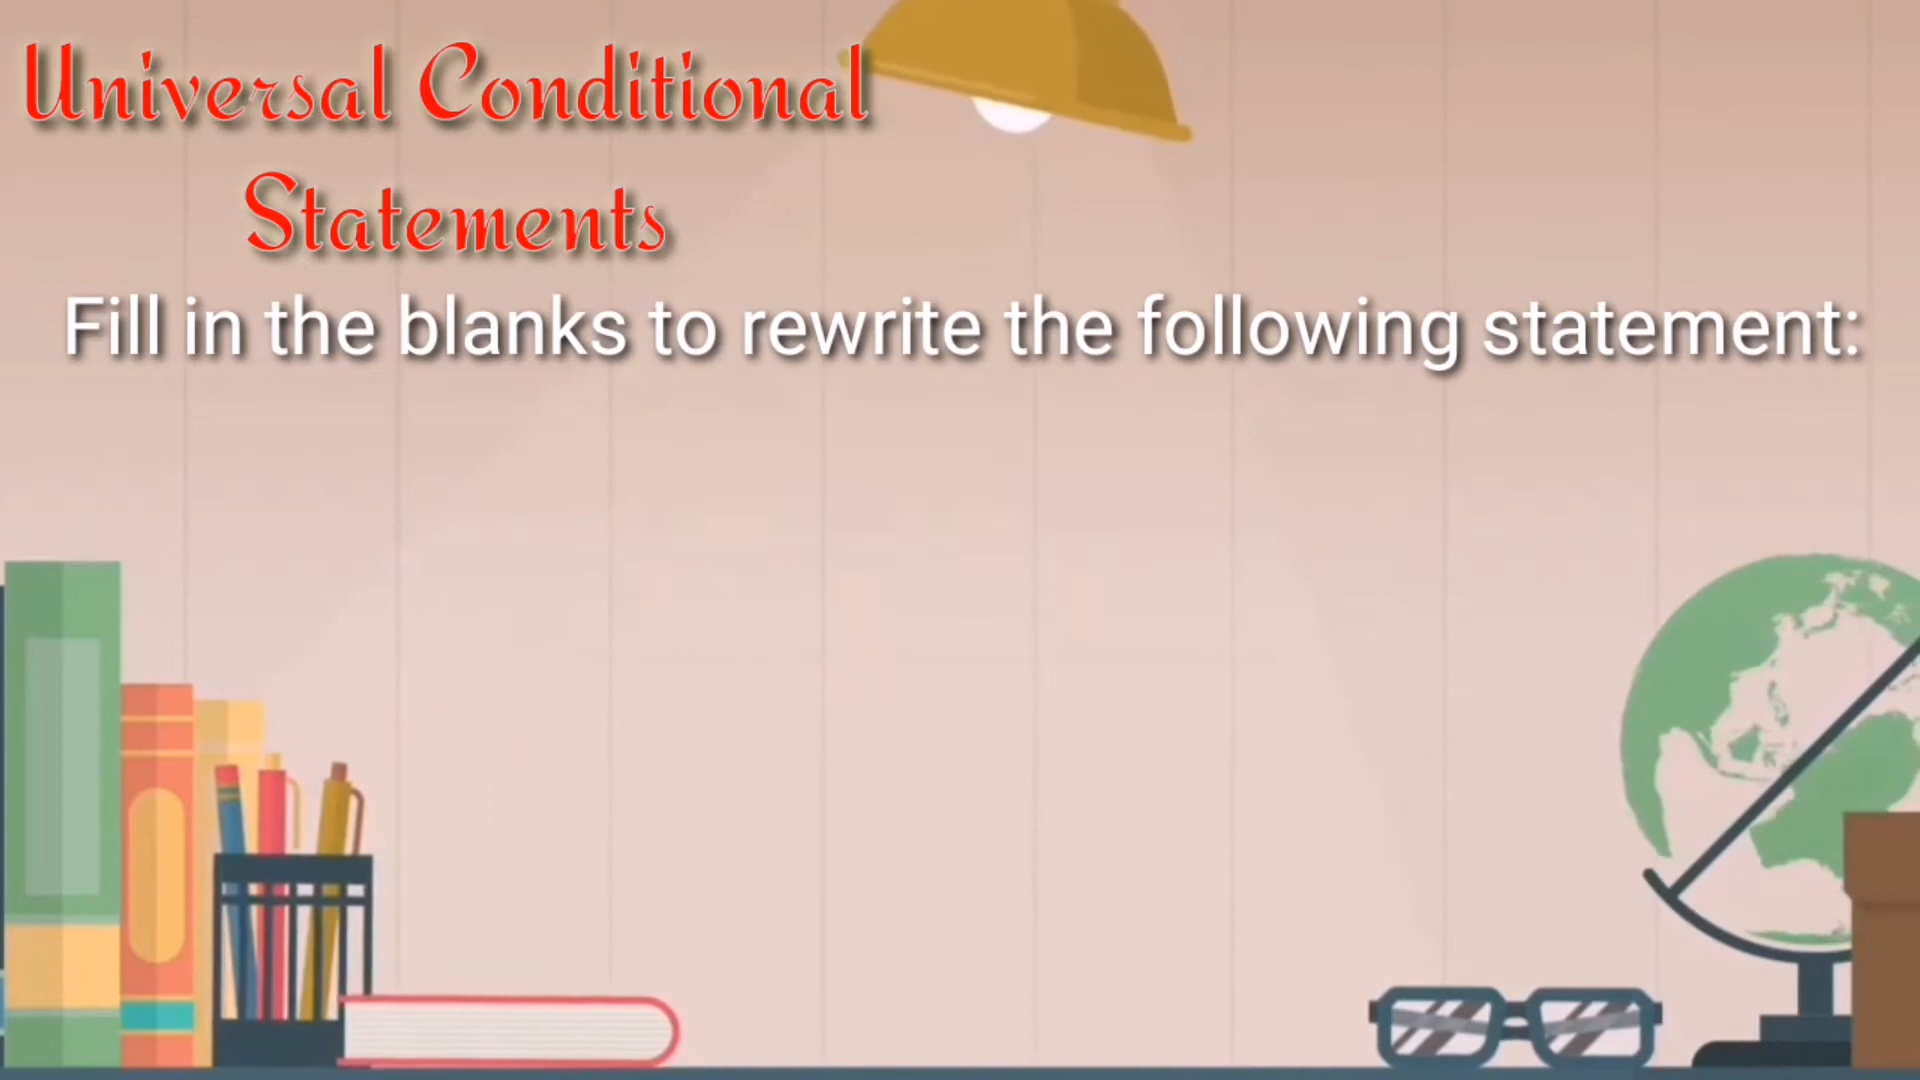 Universal Conditional
Statements
Fill in the blanks to rewrite the following statement: